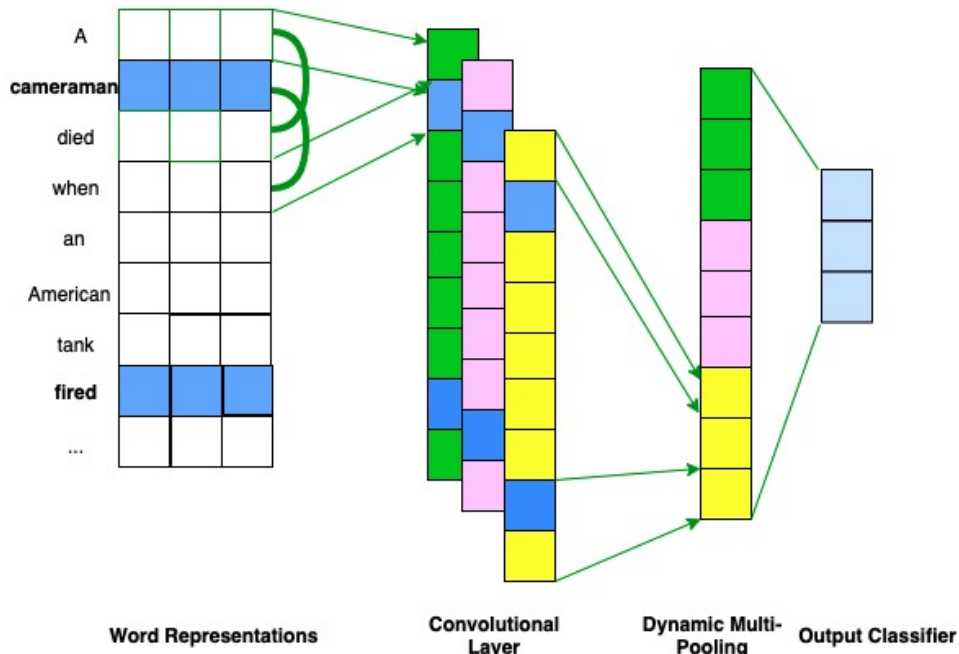 A
cameraman
died
when
an
American
tank
fired
...
Word Representations
Convolutional
Layer
Dynamic Multi-
Pooling
Output Classifier